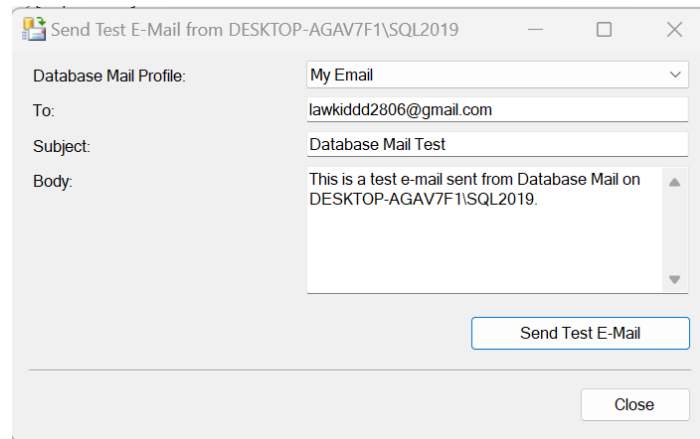 Send Test E-Mail from DESKTOP-AGAV7F1\SQL2019
Database Mail Profile:
My Email
To:
lawkiddd2806@gmail.com
Subject:
Database Mail Test
Body:
This is a test e-mail sent from Database Mail on
DESKTOP-AGAV7F1\SQL2019.
Send Test E-Mail
Close